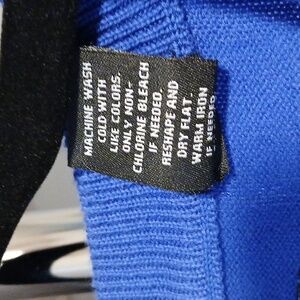 MACHINE WASH
COLD WITH
LIKE COLORS.
ONLY NON-
CHLORINE BLEACH
IF NEEDED.
RESHAPE AND
DRY FLAT.
WARM IRON
IF NEEDED